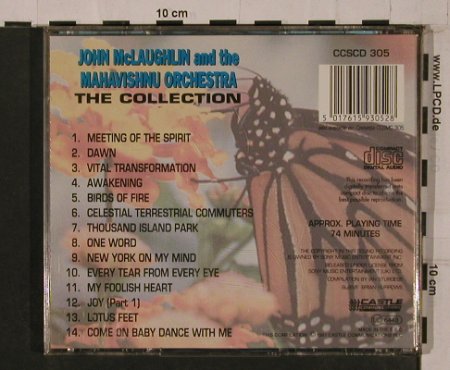 10 cm
JOHN McLAUGHLIN and the
MAHAVISHNU ORCHESTRA
THE COLLECTION
CCSCD 305
5 017615 930528
1. MEETING OF THE SPIRIT
2. DAWN
3. VITAL TRANSFORMATION
4. AWAKENING
5. BIRDS OF FIRE
6. CELESTIAL TERRESTRIAL COMMUTERS
7. THOUSAND ISLAND PARK
8. ONE WORD
9. NEW YORK ON MY MIND
10. EVERY TEAR FROM EVERY EYE
11. MY FOOLISH HEART
12. JOY (Part 1)
13. LOTUS FEET
14. COME ON BABY DANCE WITH ME
COMPACT
disc
DIGITAL AUDIO
APPROX. PLAYING TIME
74 MINUTES
CASTLE
www.LPCD.de
10 cm